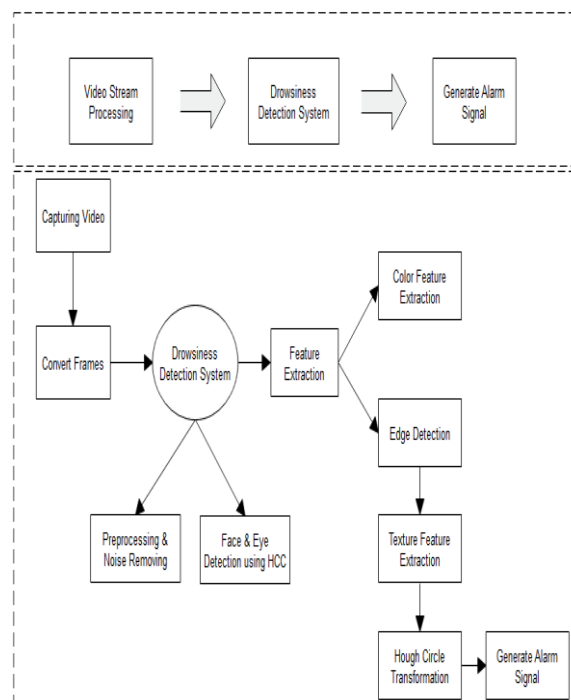 Video Stream
Processing
Drowsiness
Detection System
Generate Alarm
Signal
Capturing Video
Convert Frames
Drowsiness
Detection System
Feature
Extraction
Color Feature
Extraction
Edge Detection
Preprocessing &
Noise Removing
Face & Eye
Detection using HCC
Texture Feature
Extraction
Hough Circle
Transformation
Generate Alarm
Signal